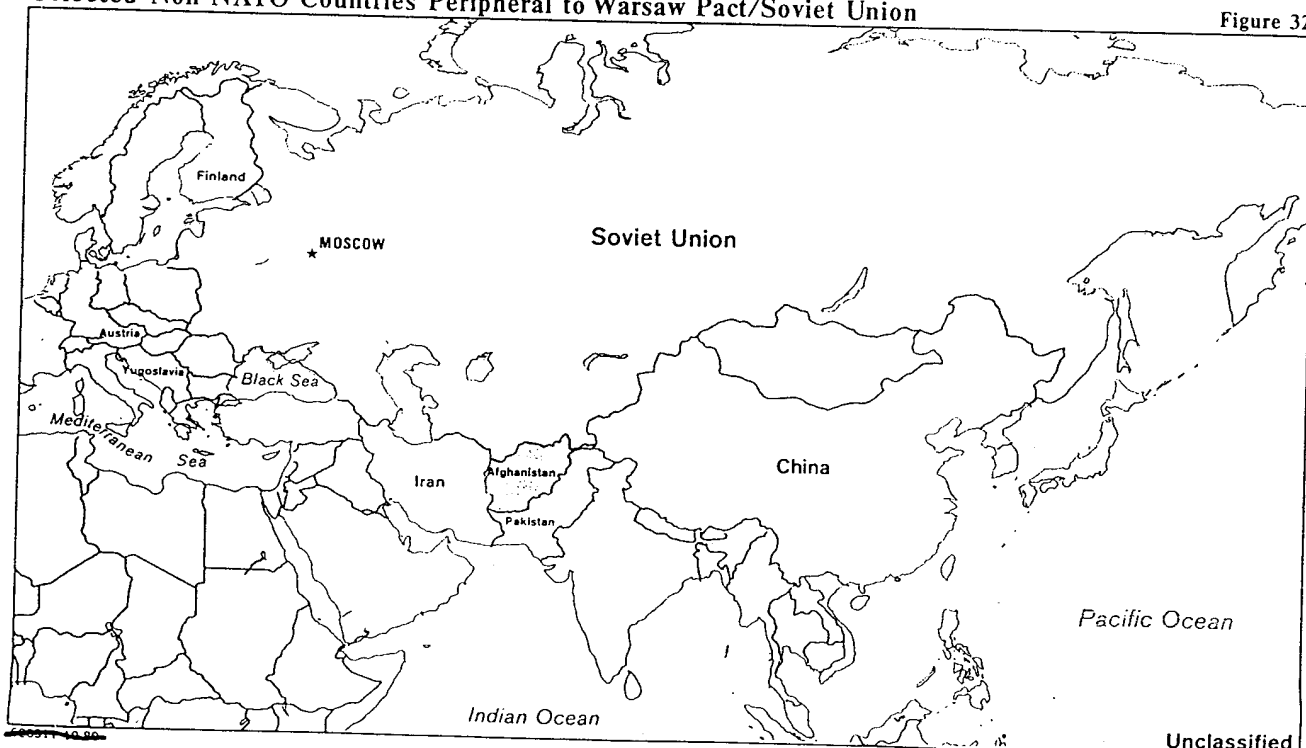 Non-NATO Countries Peripheral to Warsaw Pact/Soviet Union
Figure 32
Finland
MOSCOW
Soviet Union
Austria
Yugoslavia
Black Sea
Mediterranean Sea
Iran
Afghanistan
Pakistan
China
Pacific Ocean
Indian Ocean
Unclassified